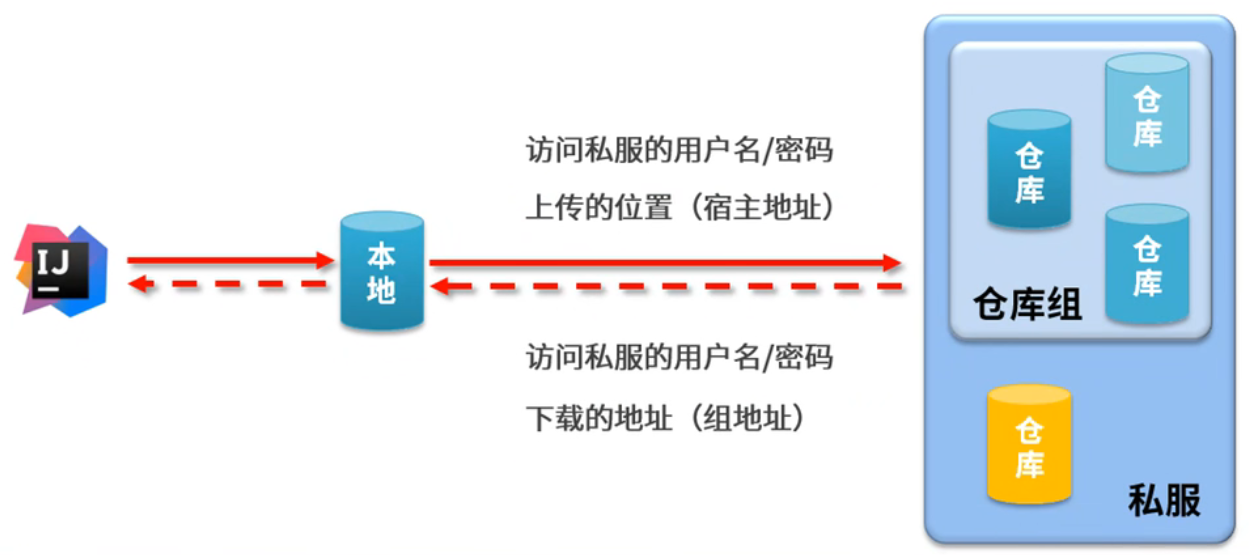 IJ
本地
访问私服的用户名/密码
上传的位置（宿主地址）
访问私服的用户名/密码
下载的地址（组地址）
仓库
仓库
仓库
仓库组
仓库
私服